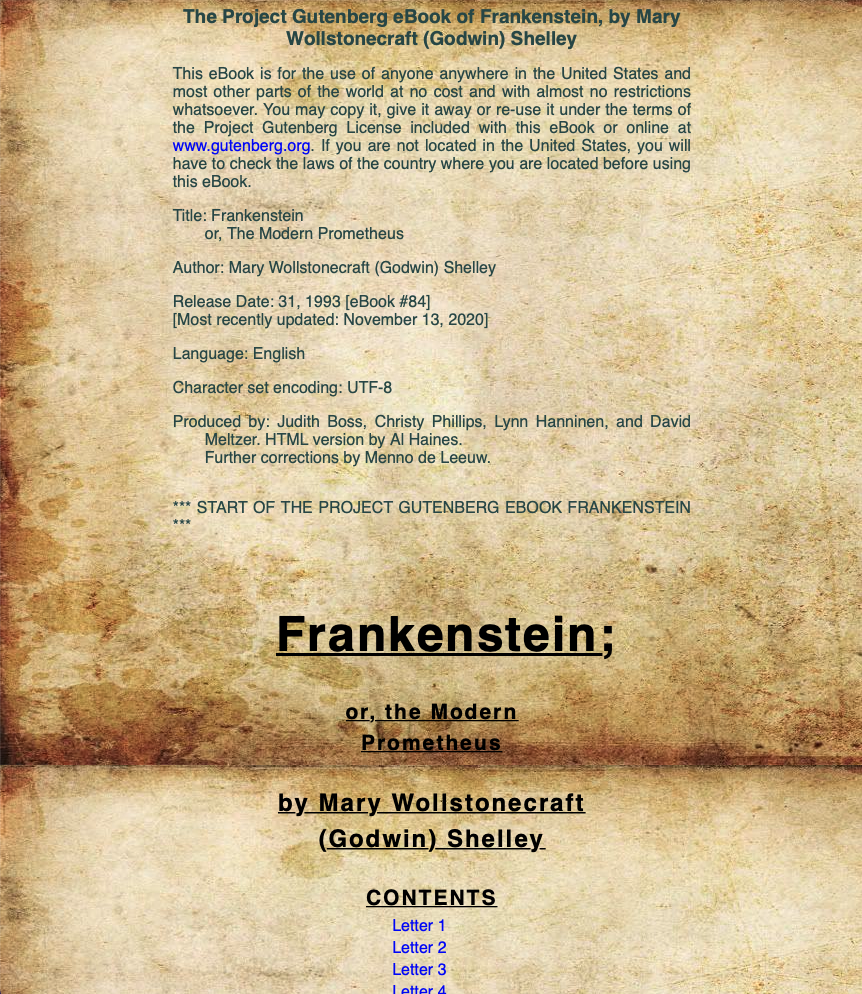 The Project Gutenberg eBook of Frankenstein, by Mary
Wollstonecraft (Godwin) Shelley
This eBook is for the use of anyone anywhere in the United States and
most other parts of the world at no cost and with almost no restrictions
whatsoever. You may copy it, give it away or re-use it under the terms of
the Project Gutenberg License included with this eBook or online at
www.gutenberg.org. If you are not located in the United States, you will
have to check the laws of the country where you are located before using
this eBook.
Title: Frankenstein
or, The Modern Prometheus
Author: Mary Wollstonecraft (Godwin) Shelley
Release Date: 31, 1993 [eBook #84]
[Most recently updated: November 13, 2020]
Language: English
Character set encoding: UTF-8
Produced by: Judith Boss, Christy Phillips, Lynn Hanninen, and David
Meltzer. HTML version by Al Haines.
Further corrections by Menno de Leeuw.
*** START OF THE PROJECT GUTENBERG EBOOK FRANKENSTEIN
***
Frankenstein;
or, the Modern
Prometheus
by Mary Wollstonecraft
(Godwin) Shelley
CONTENTS
Letter 1
Letter 2
Letter 3
Letter 4